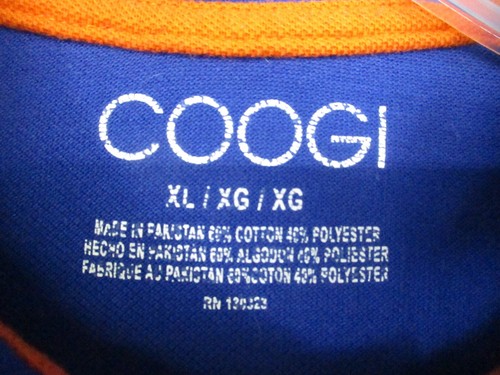 COOGI
XL / XG / XG
MADE IN PAKISTAN 60% COTTON 40% POLYESTER
HECHO EN PAKISTAN 60% ALGODON 40% POLIESTER
FABRIQUE AU PAKISTAN 60% COTON 40% POLYESTER
RN